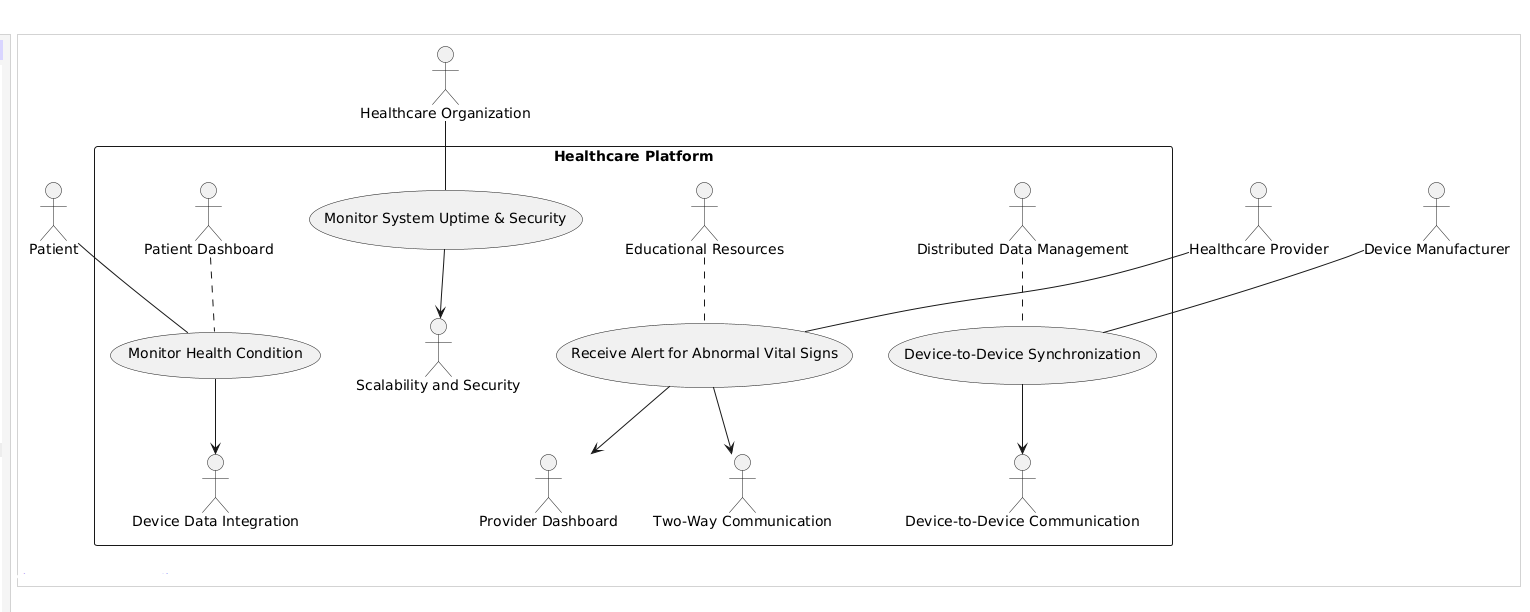 Healthcare Organization
Healthcare Platform
Patient
Patient Dashboard
Monitor System Uptime & Security
Educational Resources
Distributed Data Management
Healthcare Provider
Device Manufacturer
Monitor Health Condition
Scalability and Security
Receive Alert for Abnormal Vital Signs
Device-to-Device Synchronization
Device Data Integration
Provider Dashboard
Two-Way Communication
Device-to-Device Communication